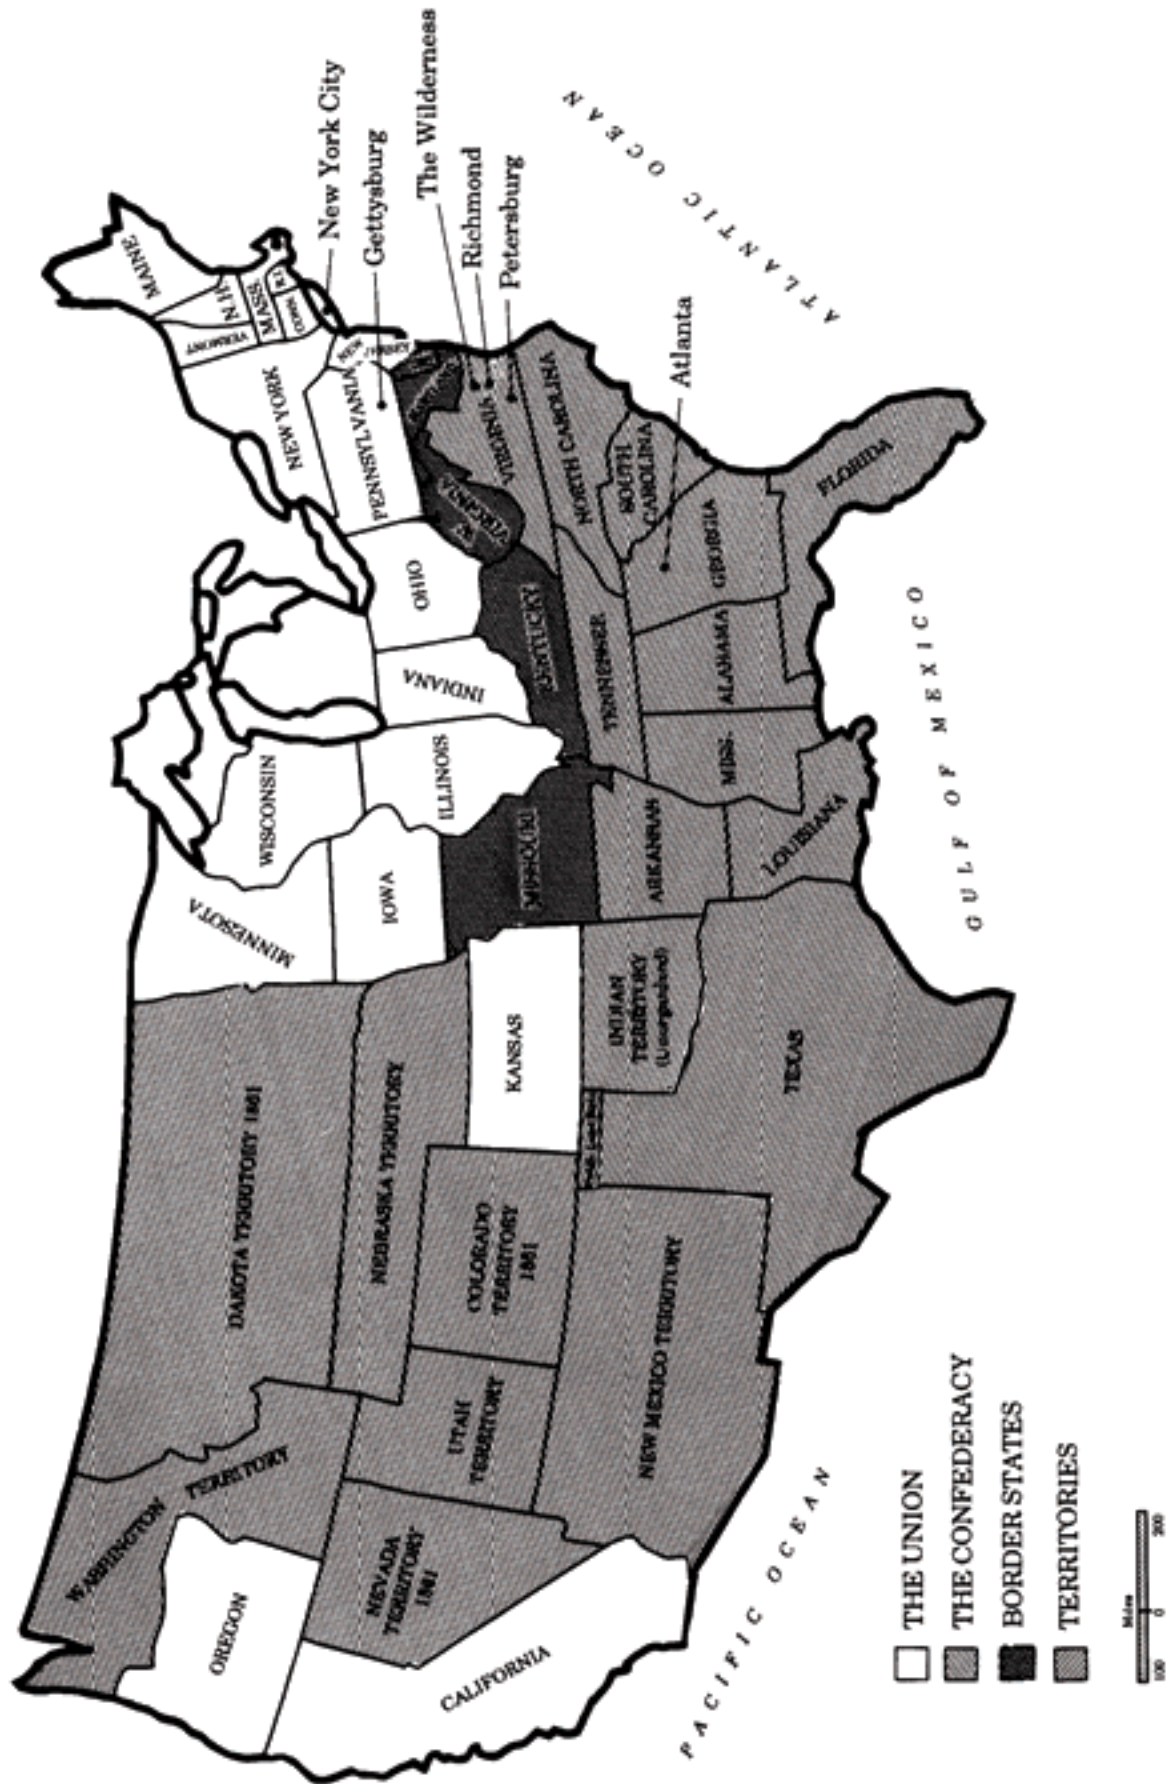 WASHINGTON
TERRITORY
OREGON
CALIFORNIA
NEVADA
TERRITORY
1861
UTAH
TERRITORY
DAKOTA TERRITORY 1861
NEBRASKA TERRITORY
COLORADO
TERRITORY
1861
NEW MEXICO TERRITORY
KANSAS
INDIAN
TERRITORY
(Unorganized)
TEXAS
MINNESOTA
IOWA
MISSOURI
ARKANSAS
LOUISIANA
WISCONSIN
ILLINOIS
INDIANA
OHIO
KENTUCKY
TENNESSEE
MISS.
ALABAMA
GEORGIA
FLORIDA
SOUTH
CAROLINA
NORTH CAROLINA
VIRGINIA
W.
VIRGINIA
MARYLAND
PENNSYLVANIA
NEW
JERSEY
NEW YORK
VERMONT
N.H.
MAINE
MASS.
CONN.
R.I.
New York City
Gettysburg
The Wilderness
Richmond
Petersburg
Atlanta
ATLANTIC OCEAN
GULF OF MEXICO
PACIFIC OCEAN
THE UNION
THE CONFEDERACY
BORDER STATES
TERRITORIES
Miles
100 0 200